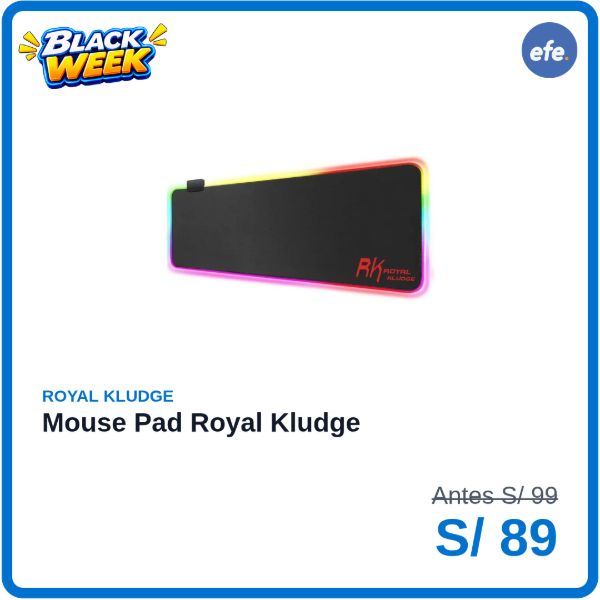 BLACK
WEEK
efe.
RK ROYAL
KLUDGE
ROYAL KLUDGE
Mouse Pad Royal Kludge
Antes S/ 99
S/ 89